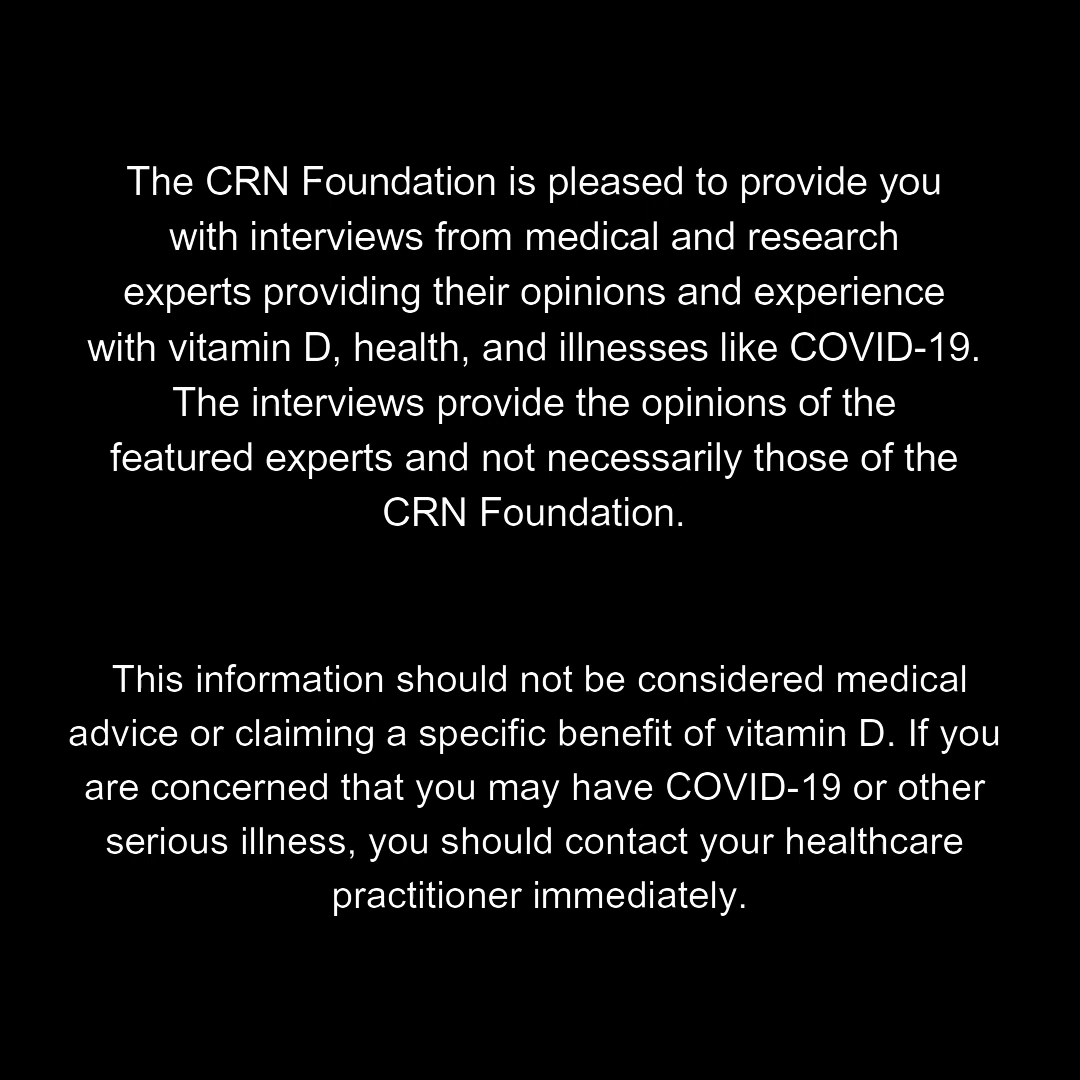 The CRN Foundation is pleased to provide you
with interviews from medical and research
experts providing their opinions and experience
with vitamin D, health, and illnesses like COVID-19.
The interviews provide the opinions of the
featured experts and not necessarily those of the
CRN Foundation.
This information should not be considered medical
advice or claiming a specific benefit of vitamin D. If you
are concerned that you may have COVID-19 or other
serious illness, you should contact your healthcare
practitioner immediately.